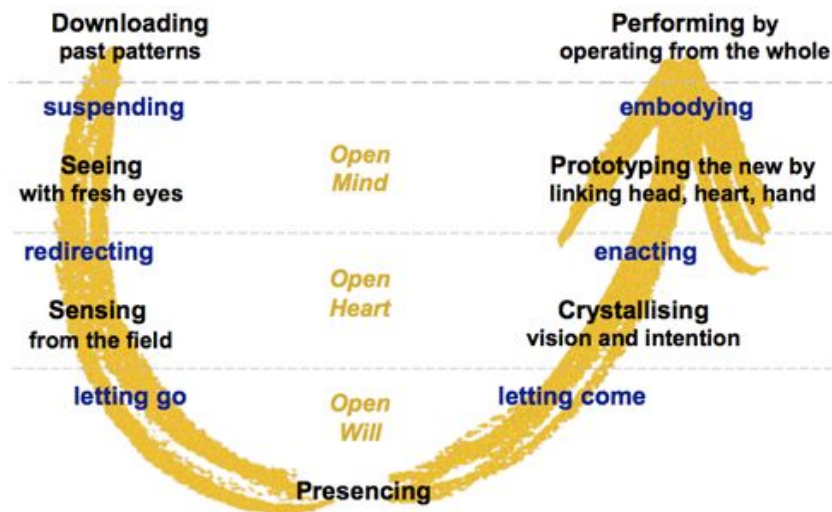 Downloading
past patterns
suspending
Seeing
with fresh eyes
redirecting
Sensing
from the field
letting go
Open
Mind
Open
Heart
Open
Will
Presencing
Performing by
operating from the whole
embodying
Prototyping the new by
linking head, heart, hand
enacting
Crystallising
vision and intention
letting come